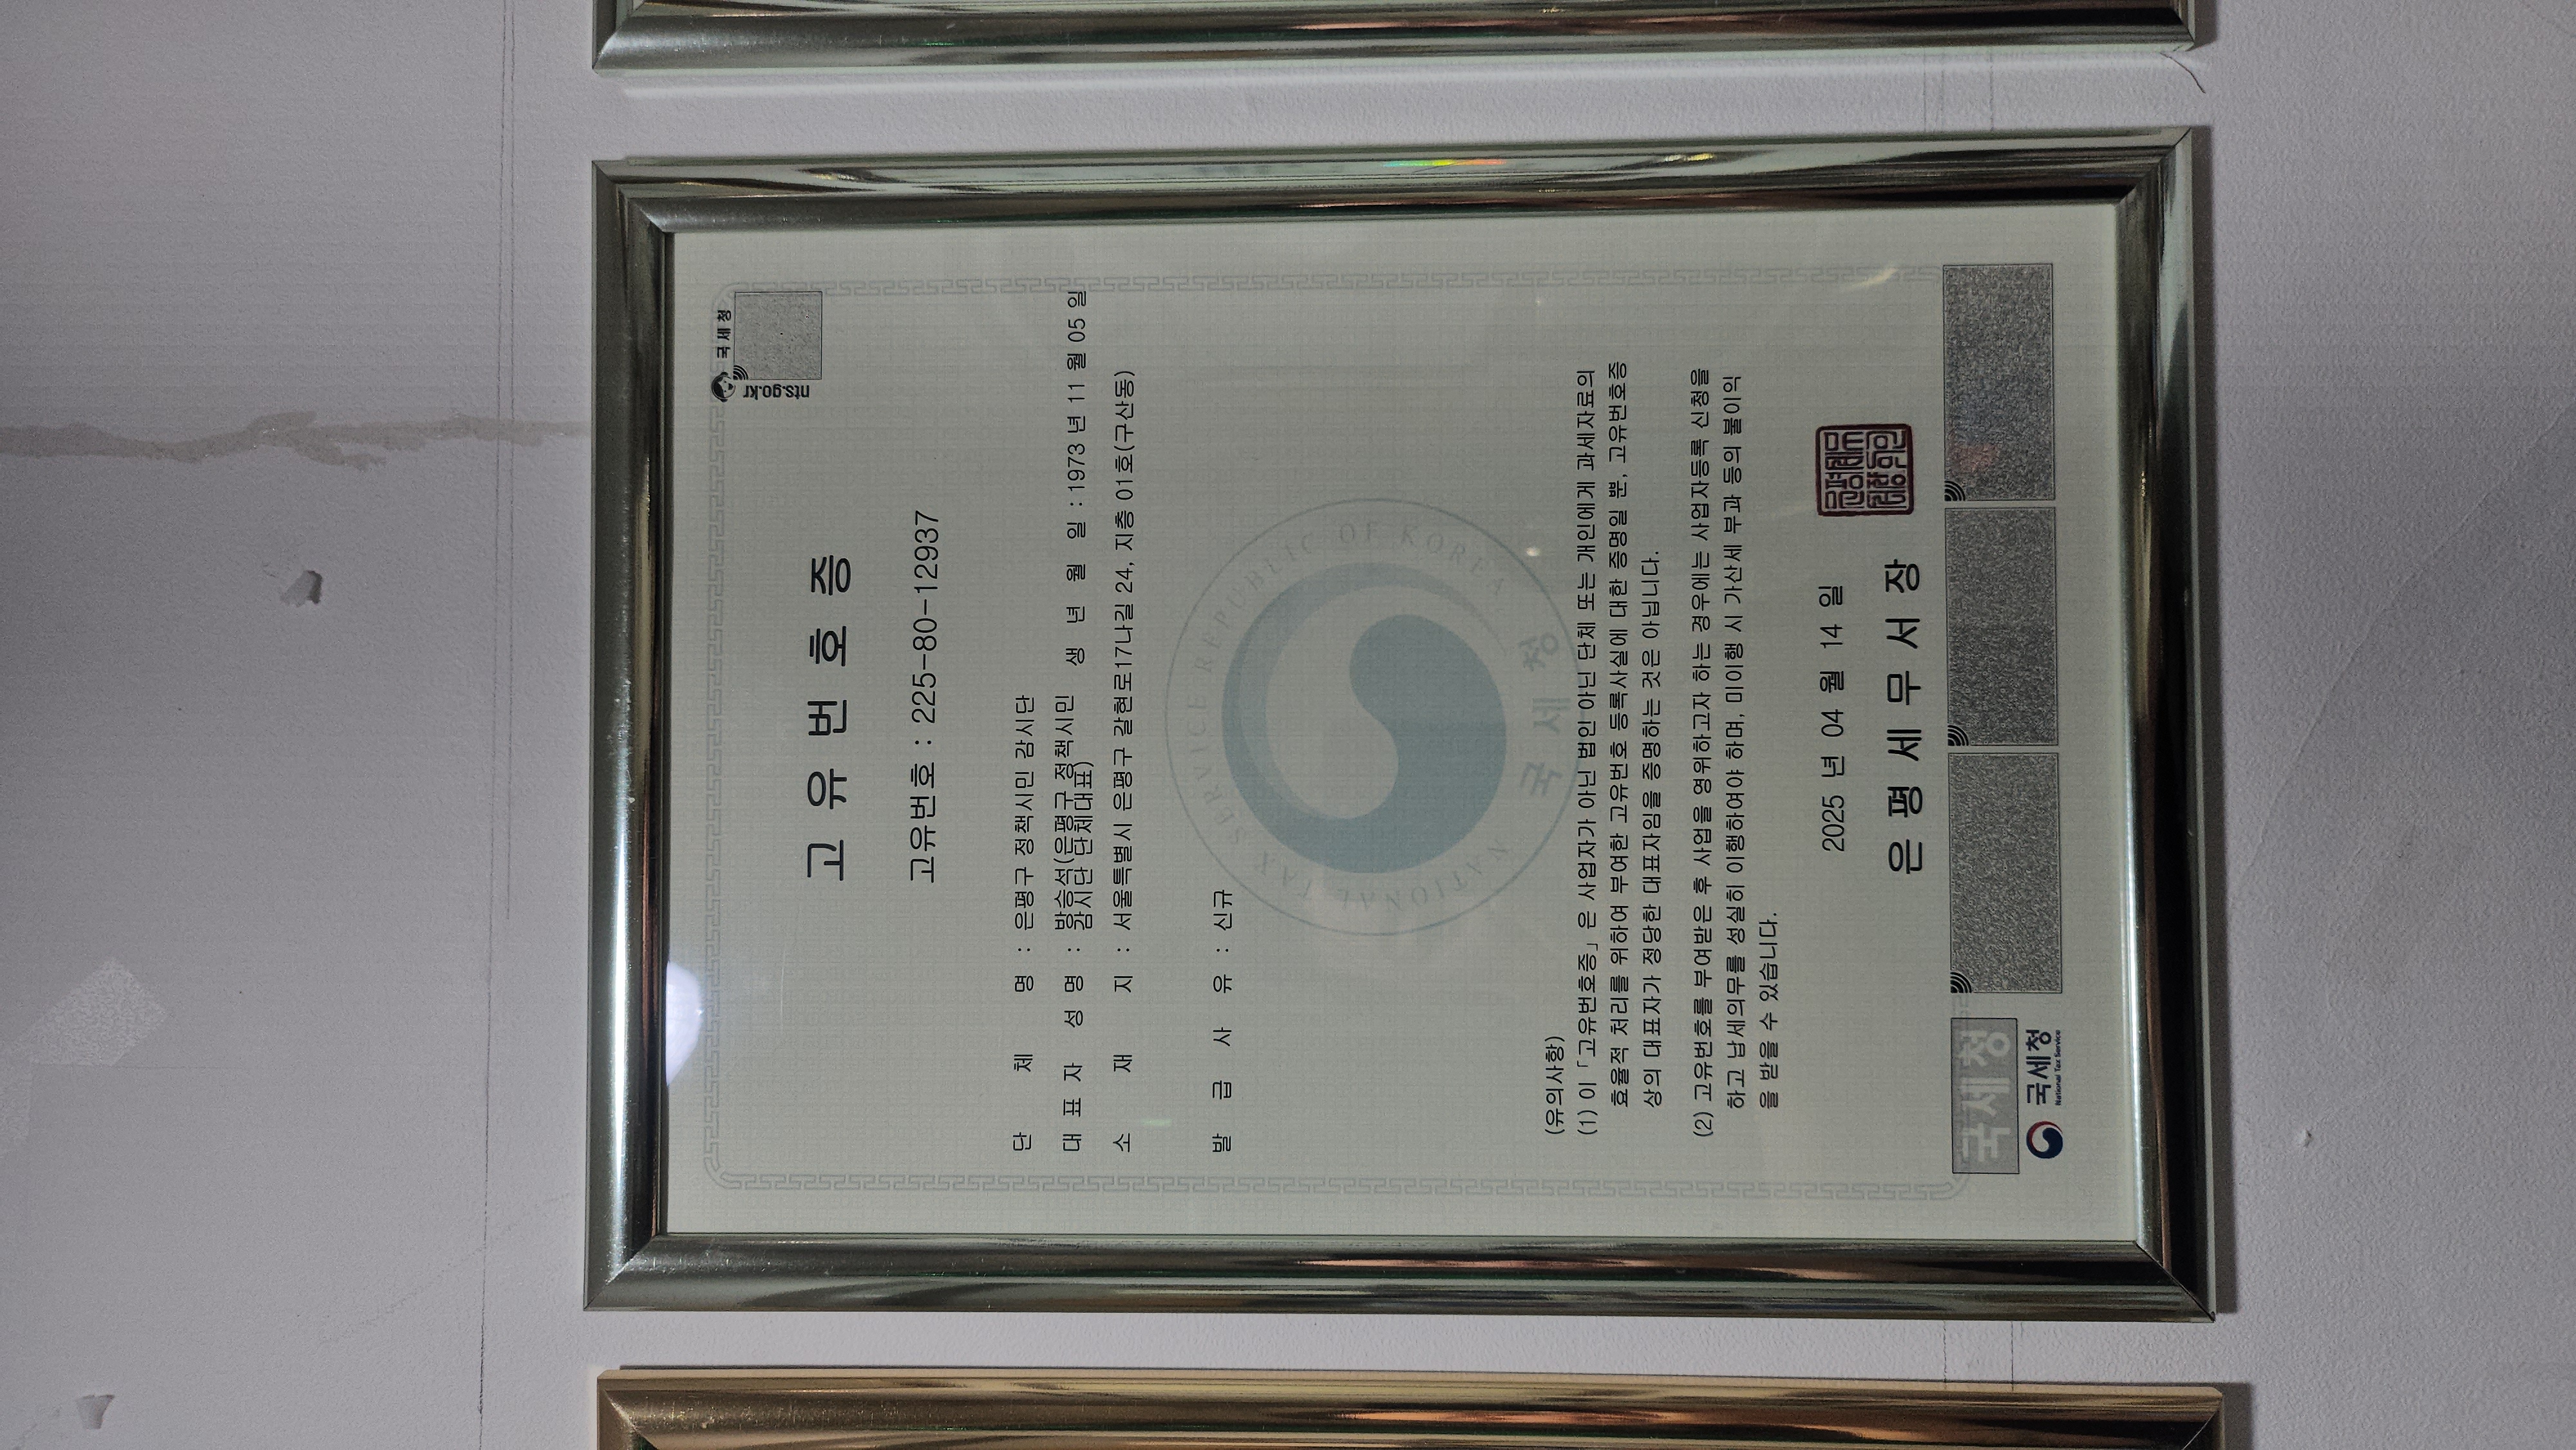 국세청
nts.go.kr
고유번호증
고유번호 : 225-80-12937
단체명 : 은평구 정책시민 감시단
대표자성명 : 방승석(은평구 정책시민
감시단 단체대표)
생년월일 : 1973 년 11 월 05 일
소재지 : 서울특별시 은평구 갈현로17나길 24, 지층 01호(구산동)
발급사유 : 신규
NATIONAL TAX SERVICE REPUBLIC OF KOREA
국세청
(유의사항)
(1) 이 「고유번호증」은 사업자가 아닌 법인 아닌 단체 또는 개인에게 과세자료의
효율적 처리를 위하여 부여한 고유번호 등록사실에 대한 증명일 뿐, 고유번호증
상의 대표자가 정당한 대표자임을 증명하는 것은 아닙니다.
(2) 고유번호를 부여받은 후 사업을 영위하고자 하는 경우에는 사업자등록 신청을
하고 납세의무를 성실히 이행하여야 하며, 미이행 시 가산세 부과 등의 불이익
을 받을 수 있습니다.
2025 년 04 월 14 일
은평세무서장
국세청
국세청
National Tax Service